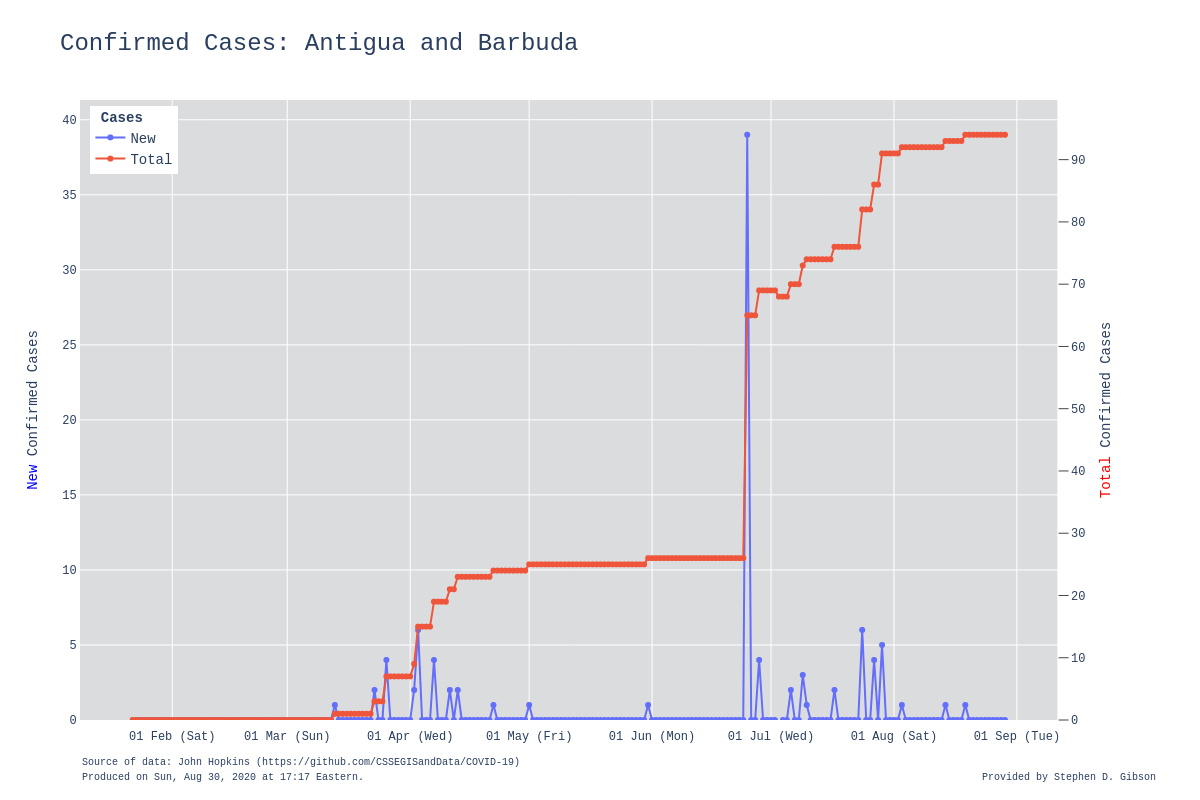 Confirmed Cases: Antigua and Barbuda
Cases
New
Total
40
35
30
25
20
15
10
5
0
New Confirmed Cases
90
80
70
60
50
40
30
20
10
0
Total Confirmed Cases
01 Feb (Sat)
01 Mar (Sun)
01 Apr (Wed)
01 May (Fri)
01 Jun (Mon)
01 Jul (Wed)
01 Aug (Sat)
01 Sep (Tue)
Source of data: John Hopkins (https://github.com/CSSEGISandData/COVID-19)
Produced on Sun, Aug 30, 2020 at 17:17 Eastern.
Provided by Stephen D. Gibson